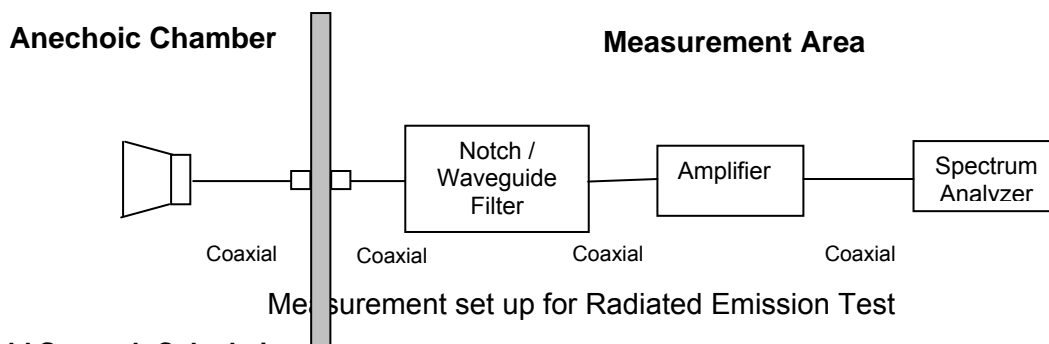 Anechoic Chamber
Measurement Area
Notch /
Waveguide
Filter
Amplifier
Spectrum
Analyzer
Coaxial
Coaxial
Coaxial
Coaxial
Measurement set up for Radiated Emission Test